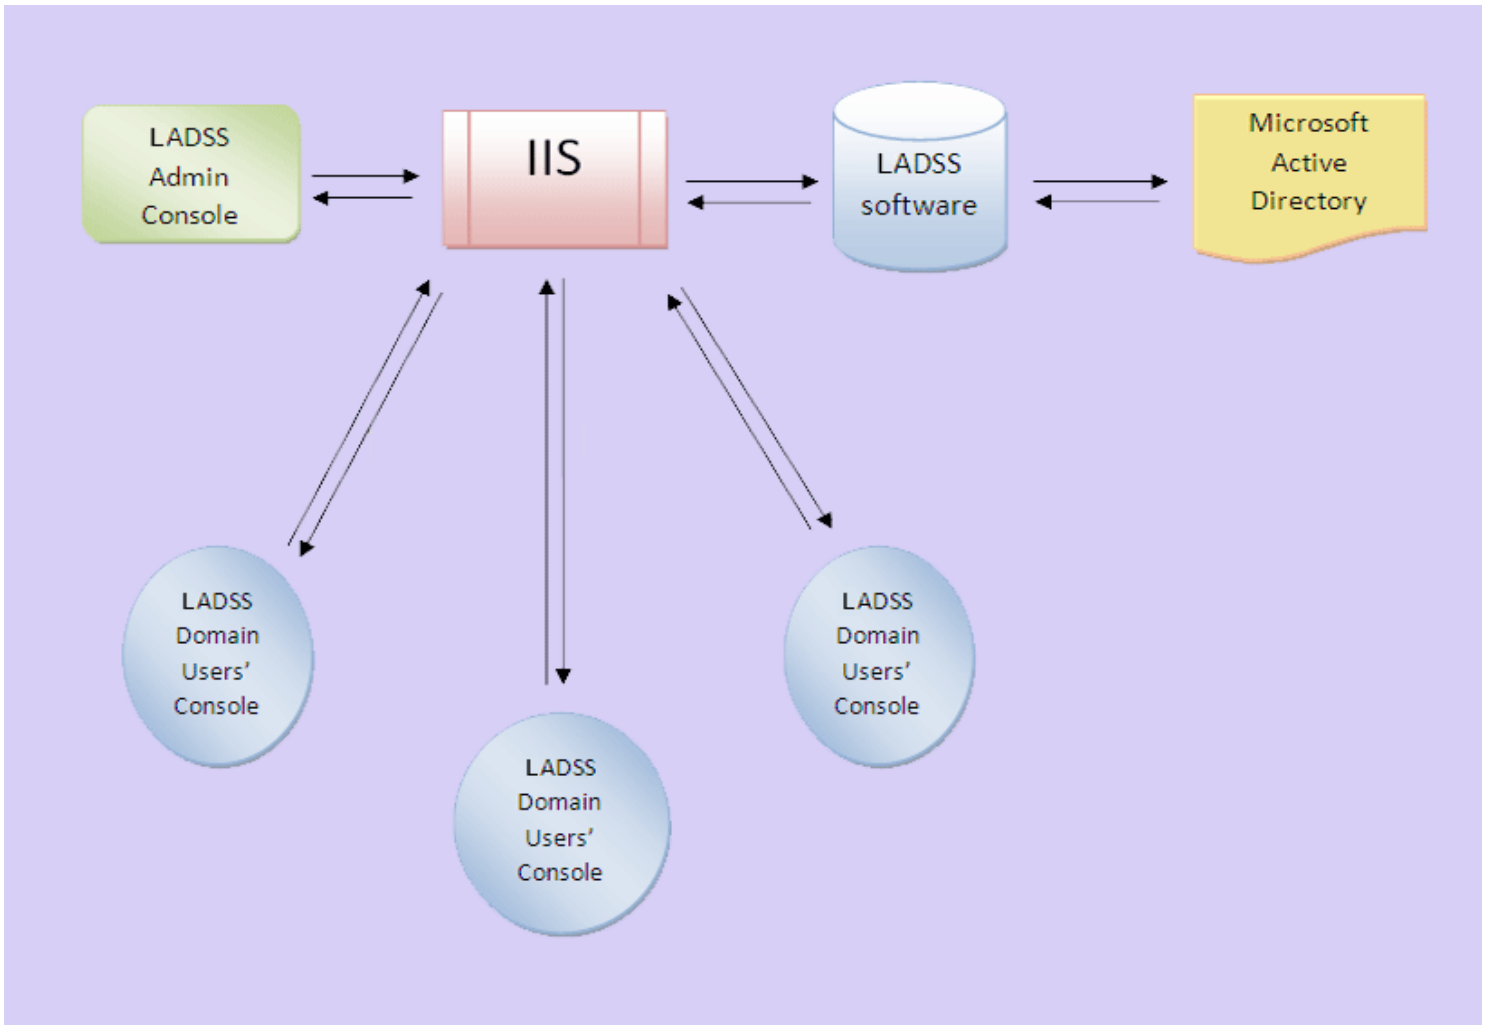 LADSS
Admin
Console
IIS
LADSS
software
Microsoft
Active
Directory
LADSS
Domain
Users’
Console
LADSS
Domain
Users’
Console
LADSS
Domain
Users’
Console